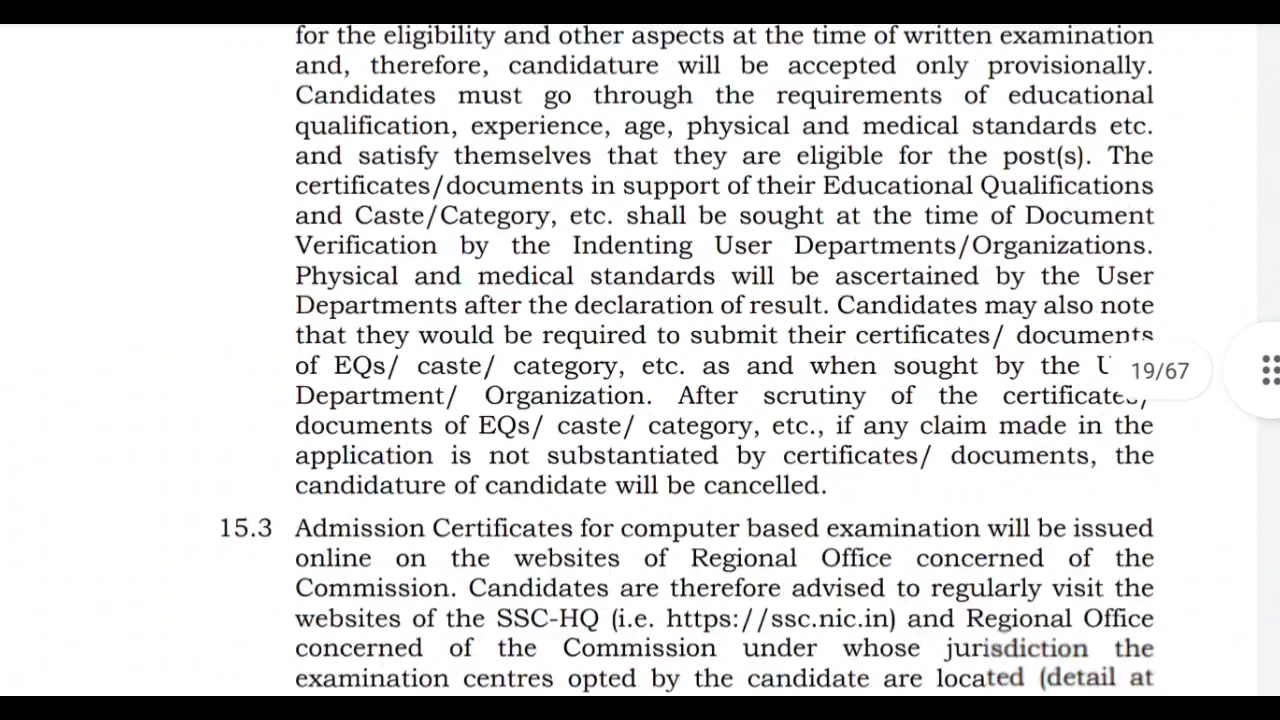 for the eligibility and other aspects at the time of written examination
and, therefore, candidature will be accepted only provisionally.
Candidates must go through the requirements of educational
qualification, experience, age, physical and medical standards etc.
and satisfy themselves that they are eligible for the post(s). The
certificates/documents in support of their Educational Qualifications
and Caste/Category, etc. shall be sought at the time of Document
Verification by the Indenting User Departments/Organizations.
Physical and medical standards will be ascertained by the User
Departments after the declaration of result. Candidates may also note
that they would be required to submit their certificates/ documents
of EQs/ caste/ category, etc. as and when sought by the
19/67
Department/ Organization. After scrutiny of the certificates/
documents of EQs/ caste/ category, etc., if any claim made in the
application is not substantiated by certificates/ documents, the
candidature of candidate will be cancelled.
15.3 Admission Certificates for computer based examination will be issued
online on the websites of Regional Office concerned of the
Commission. Candidates are therefore advised to regularly visit the
websites of the SSC-HQ (i.e. https://ssc.nic.in) and Regional Office
concerned of the Commission under whose jurisdiction the
examination centres opted by the candidate are located (detail at